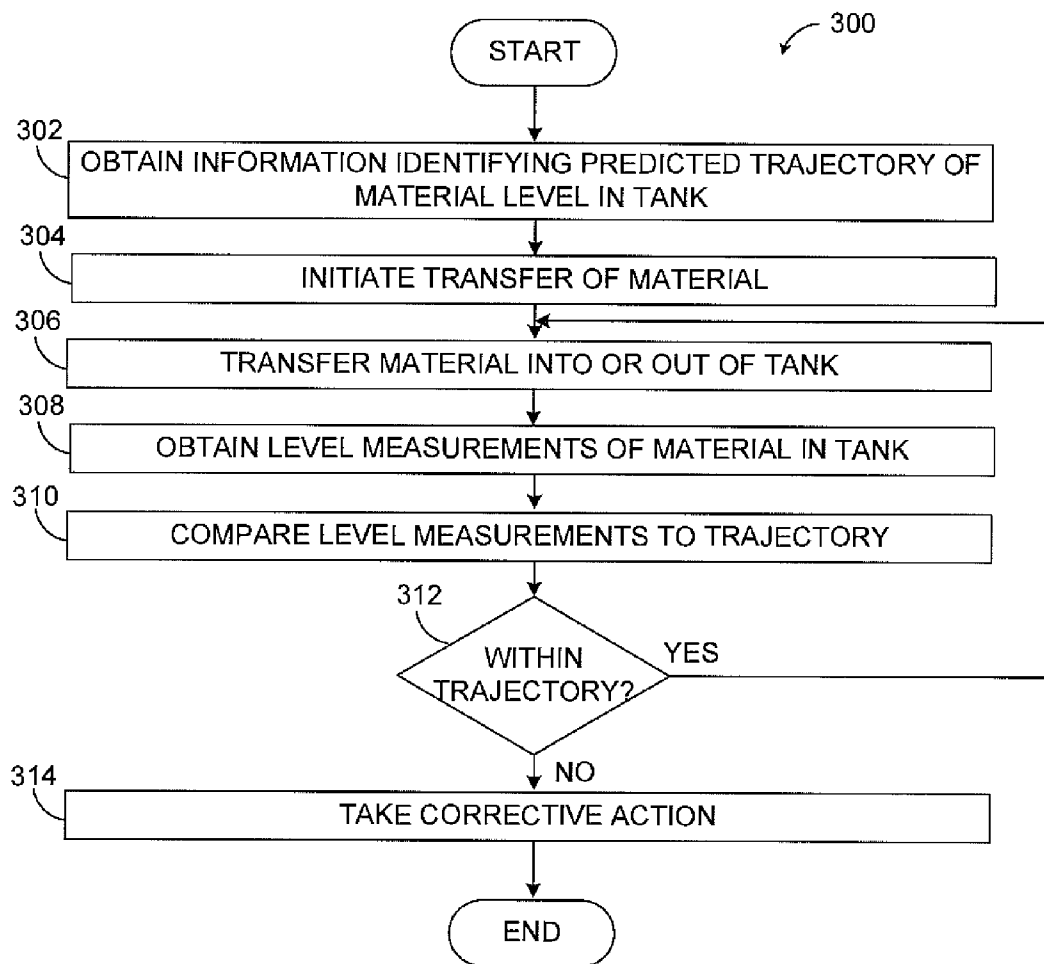 300
START
302
OBTAIN INFORMATION IDENTIFYING PREDICTED TRAJECTORY OF
MATERIAL LEVEL IN TANK
304
INITIATE TRANSFER OF MATERIAL
306
TRANSFER MATERIAL INTO OR OUT OF TANK
308
OBTAIN LEVEL MEASUREMENTS OF MATERIAL IN TANK
310
COMPARE LEVEL MEASUREMENTS TO TRAJECTORY
312
WITHIN
TRAJECTORY?
YES
NO
314
TAKE CORRECTIVE ACTION
END